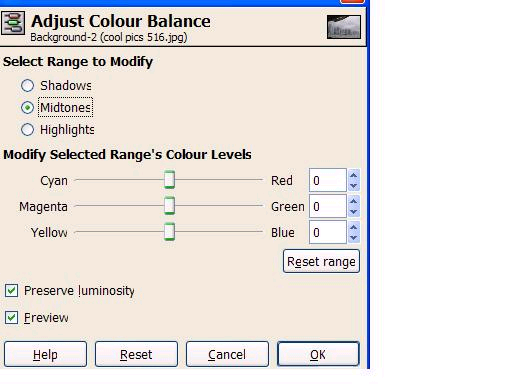 Adjust Colour Balance
Background-2 (cool pics 516.jpg)
Select Range to Modify
Shadows
Midtones
Highlights
Modify Selected Range's Colour Levels
Cyan Red 0
Magenta Green 0
Yellow Blue 0
Reset range
Preserve luminosity
Preview
Help Reset Cancel OK